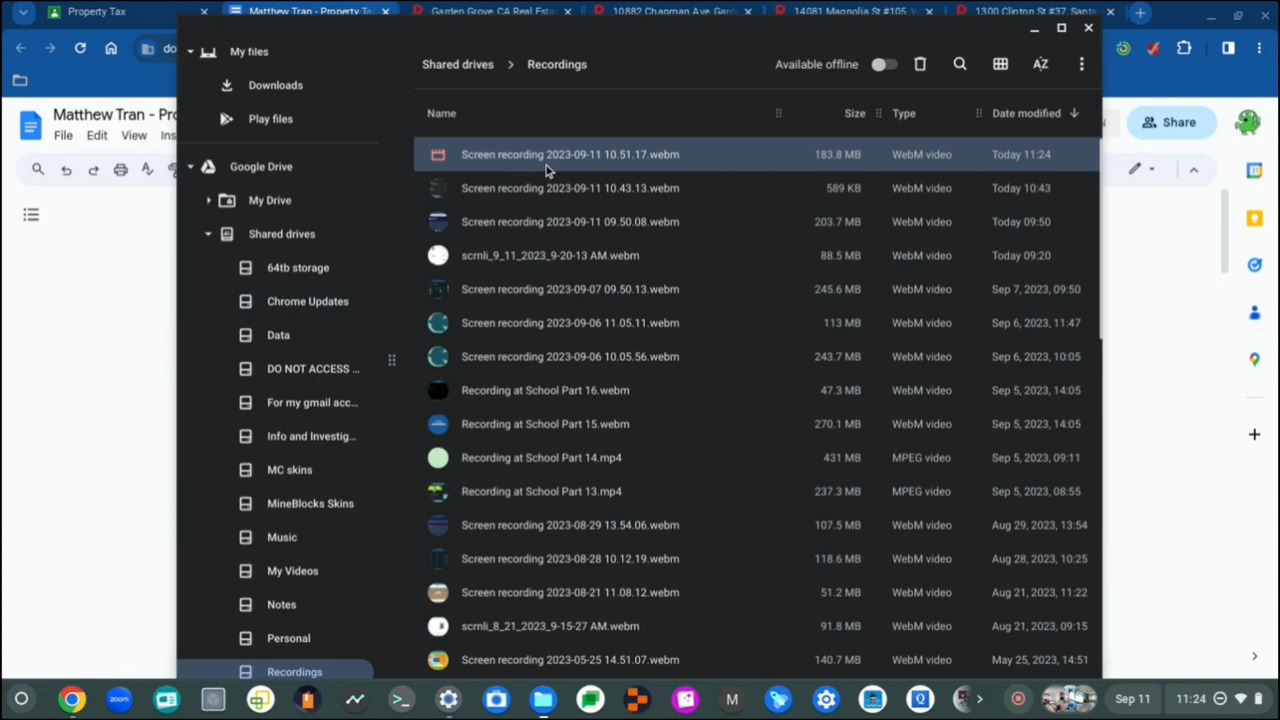 Property Tax
Matthew Tran - Property
Garden Grove, CA Real Est
10882 Chapman Ave, Gard
14081 Magnolia St #105, W
1300 Clinton St #37, Santa
do
Matthew Tran - Pro
File Edit View Ins
Share
My files
Downloads
Play files
Google Drive
My Drive
Shared drives
64tb storage
Chrome Updates
Data
DO NOT ACCESS ...
For my gmail acc...
Info and Investig...
MC skins
MineBlocks Skins
Music
My Videos
Notes
Personal
Recordings
Shared drives > Recordings
Available offline
AZ
Name Size Type Date modified
Screen recording 2023-09-11 10.51.17.webm 183.8 MB WebM video Today 11:24
Screen recording 2023-09-11 10.43.13.webm 589 KB WebM video Today 10:43
Screen recording 2023-09-11 09.50.08.webm 203.7 MB WebM video Today 09:50
scrnli_9_11_2023_9-20-13 AM.webm 88.5 MB WebM video Today 09:20
Screen recording 2023-09-07 09.50.13.webm 245.6 MB WebM video Sep 7, 2023, 09:50
Screen recording 2023-09-06 11.05.11.webm 113 MB WebM video Sep 6, 2023, 11:47
Screen recording 2023-09-06 10.05.56.webm 243.7 MB WebM video Sep 6, 2023, 10:05
Recording at School Part 16.webm 47.3 MB WebM video Sep 5, 2023, 14:05
Recording at School Part 15.webm 270.1 MB WebM video Sep 5, 2023, 14:05
Recording at School Part 14.mp4 431 MB MPEG video Sep 5, 2023, 09:11
Recording at School Part 13.mp4 237.3 MB MPEG video Sep 5, 2023, 08:55
Screen recording 2023-08-29 13.54.06.webm 107.5 MB WebM video Aug 29, 2023, 13:54
Screen recording 2023-08-28 10.12.19.webm 118.6 MB WebM video Aug 28, 2023, 10:25
Screen recording 2023-08-21 11.08.12.webm 51.2 MB WebM video Aug 21, 2023, 11:22
scrnli_8_21_2023_9-15-27 AM.webm 91.8 MB WebM video Aug 21, 2023, 09:15
Screen recording 2023-05-25 14.51.07.webm 140.7 MB WebM video May 25, 2023, 14:51
zoom
M
Q
Sep 11
11:24